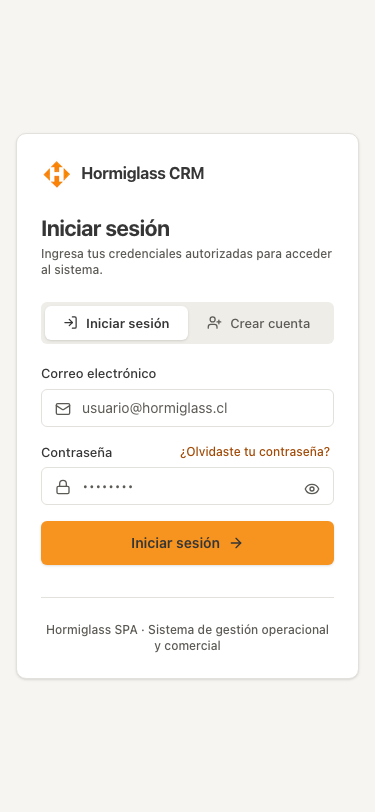 Hormiglass CRM
Iniciar sesión
Ingresa tus credenciales autorizadas para acceder
al sistema.
Iniciar sesión
Crear cuenta
Correo electrónico
usuario@hormiglass.cl
Contraseña
¿Olvidaste tu contraseña?
••••••••
Iniciar sesión →
Hormiglass SPA · Sistema de gestión operacional
y comercial